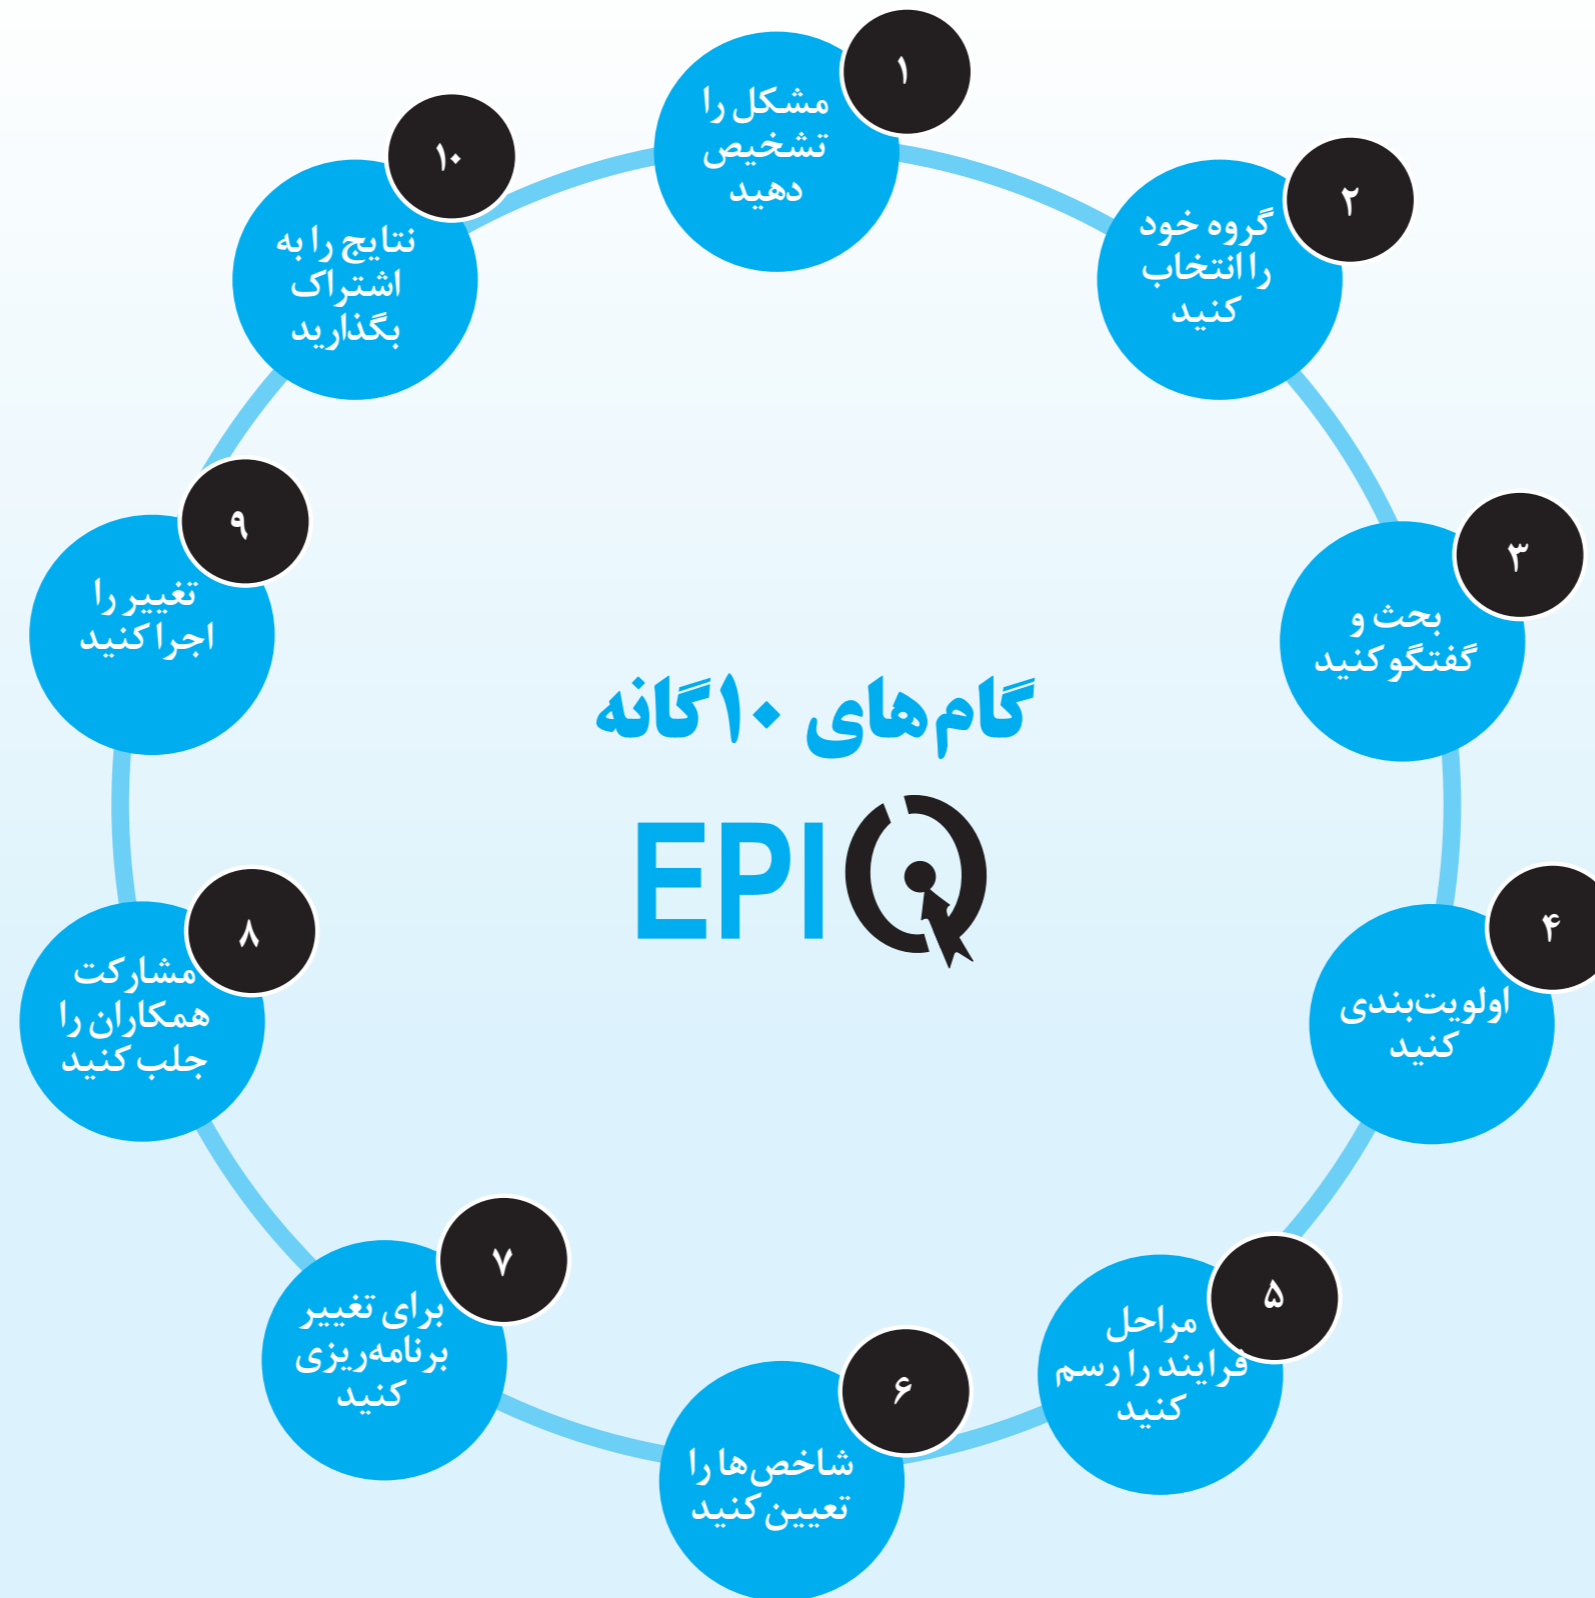 ۱
مشکل را
تشخیص
دهید
۲
گروه خود
را انتخاب
کنید
۳
بحث و
گفتگو کنید
۴
اولویت‌بندی
کنید
۵
مراحل
فرایند را رسم
کنید
۶
شاخص‌ها را
تعیین کنید
۷
برای تغییر
برنامه‌ریزی
کنید
۸
مشارکت
همکاران را
جلب کنید
۹
تغییر را
اجرا کنید
۱۰
نتایج را به
اشتراک
بگذارید
گام‌های ۱۰ گانه
EPIQ